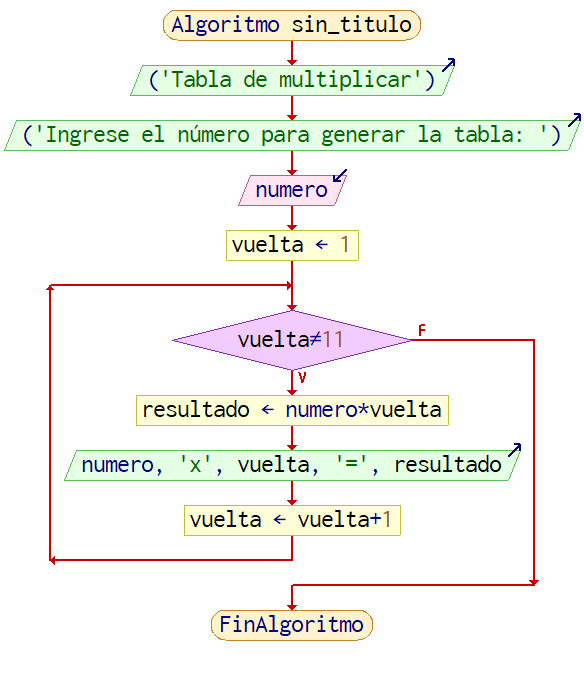 Algoritmo sin_titulo
('Tabla de multiplicar')
('Ingrese el número para generar la tabla: ')
numero
vuelta ← 1
vuelta≠11
F
V
resultado ← numero*vuelta
numero, 'x', vuelta, '=', resultado
vuelta ← vuelta+1
FinAlgoritmo